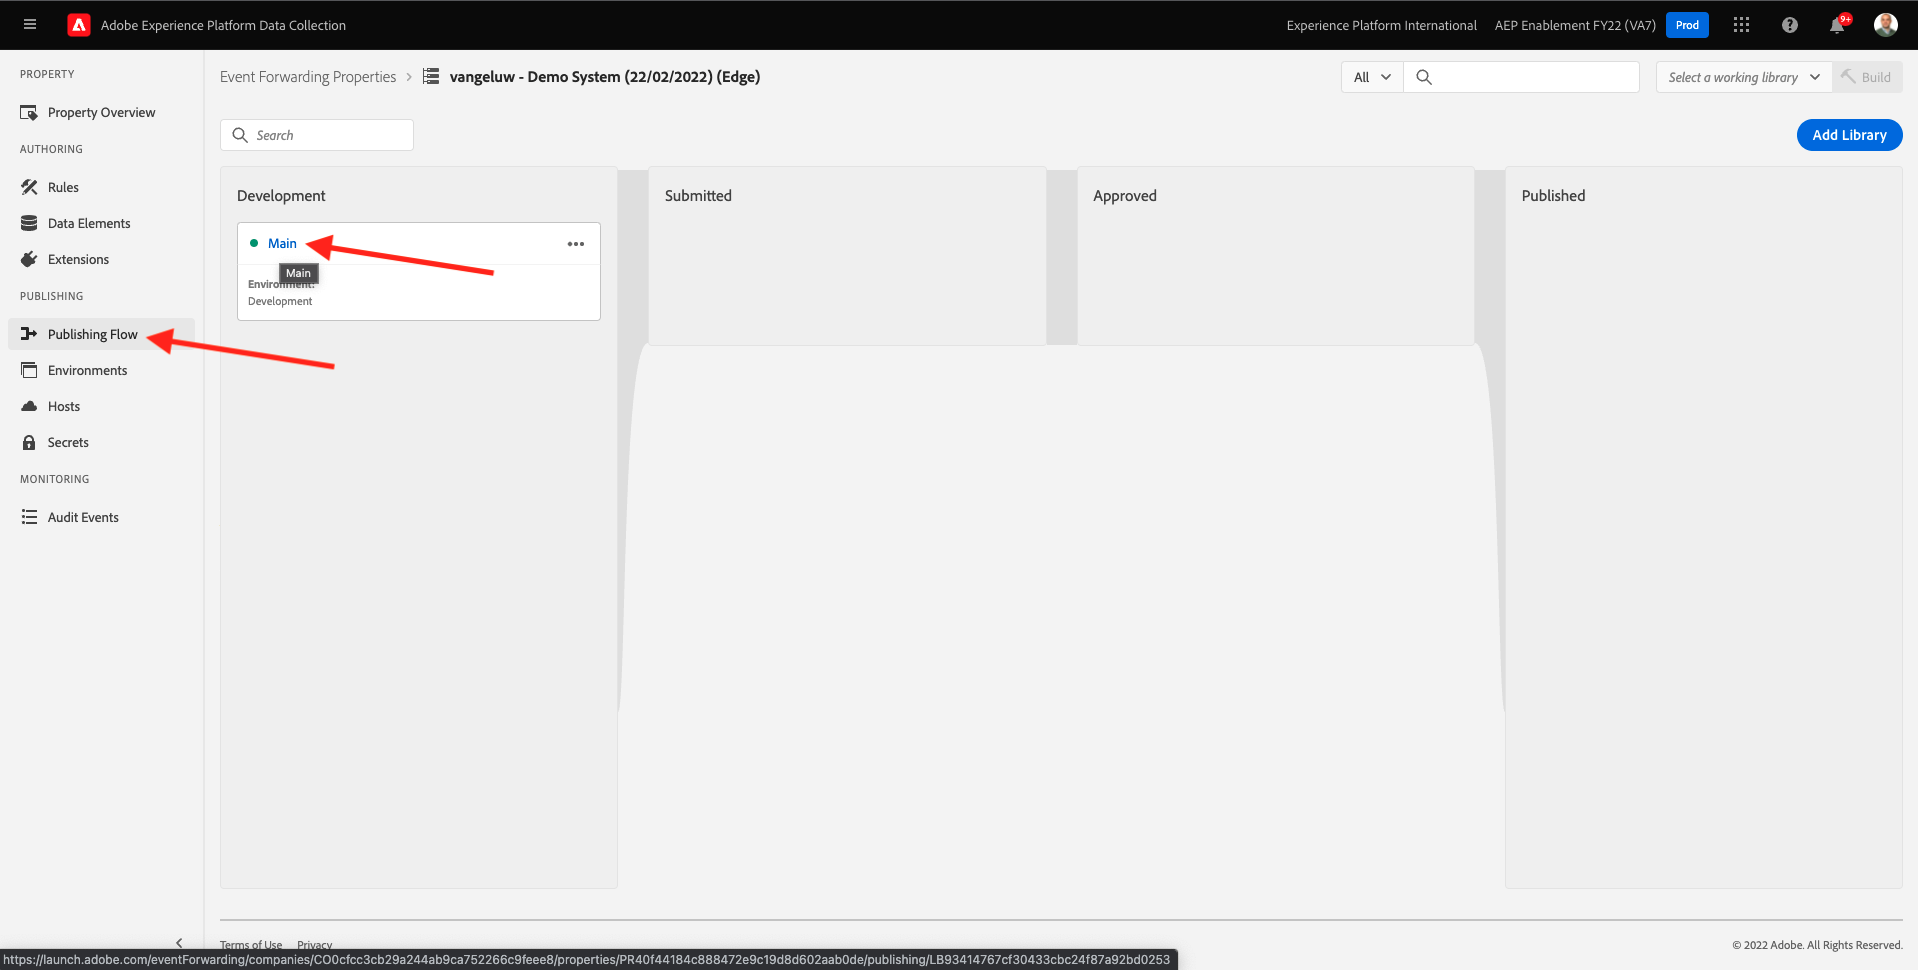 Adobe Experience Platform Data Collection
Experience Platform International
AEP Enablement FY22 (VA7)
Prod
9+
PROPERTY
Property Overview
AUTHORING
Rules
Data Elements
Extensions
PUBLISHING
Publishing Flow
Environments
Hosts
Secrets
MONITORING
Audit Events
Event Forwarding Properties
vangeluw - Demo System (22/02/2022) (Edge)
All
Select a working library
Build
Search
Add Library
Development
Main
Main
Environment:
Development
Submitted
Approved
Published
Terms of Use
Privacy
© 2022 Adobe. All Rights Reserved.
https://launch.adobe.com/eventForwarding/companies/CO0cfcc3cb29a244ab9ca752266c9feee8/properties/PR40f44184c888472e9c19d8d602aab0de/publishing/LB93414767cf30433cbc24f87a92bd0253